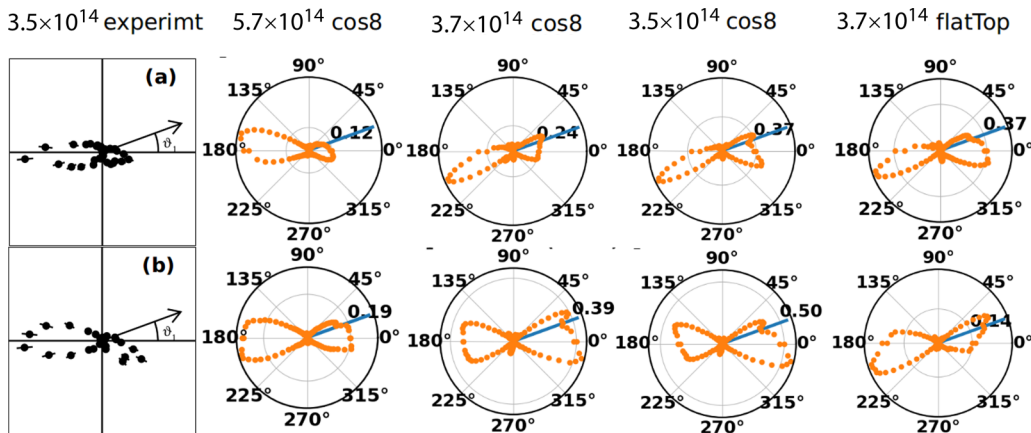 3.5×10¹⁴ experimt 5.7×10¹⁴ cos8 3.7×10¹⁴ cos8 3.5×10¹⁴ cos8 3.7×10¹⁴ flatTop
(a) ϑ₁
90° 90° 90° 90°
135° 45° 135° 45° 135° 45° 135° 45°
0.12 0.24 0.37 0.37
180° 0° 180° 0° 180° 0° 180° 0°
225° 315° 225° 315° 225° 315° 225° 315°
270° 270° 270° 270°
(b) ϑ₁
90° 90° 90° 90°
135° 45° 135° 45° 135° 45° 135° 45°
0.19 0.39 0.50 0.14
180° 0° 180° 0° 180° 0° 180° 0°
225° 315° 225° 315° 225° 315° 225° 315°
270° 270° 270° 270°